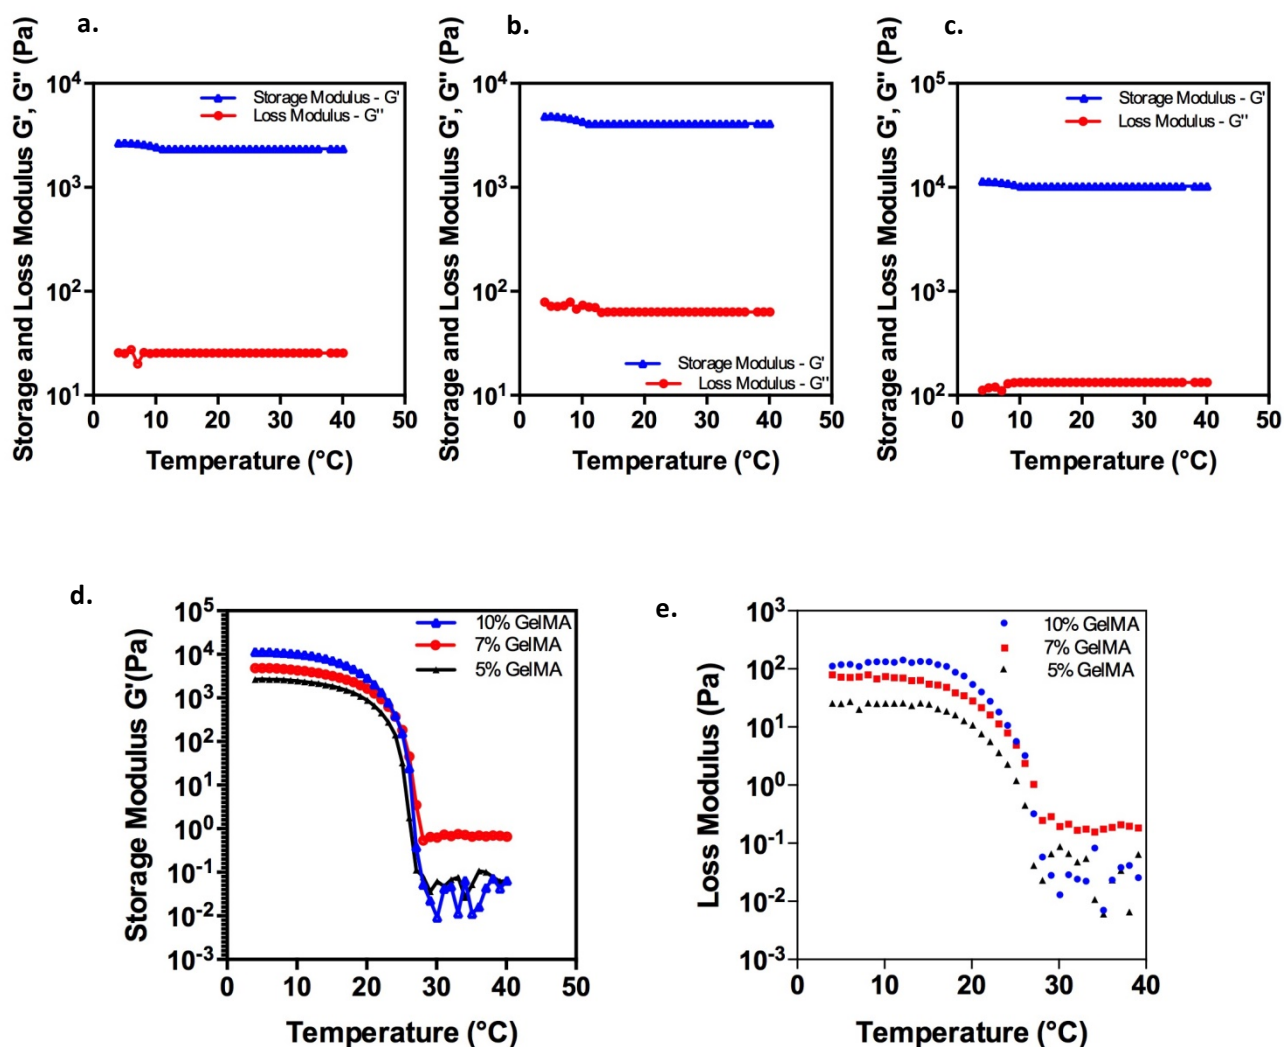 a.
Storage and Loss Modulus G', G" (Pa)
10⁴
10³
10²
10¹
Storage Modulus - G'
Loss Modulus - G''
0 10 20 30 40 50
Temperature (°C)
b.
Storage and Loss Modulus G', G" (Pa)
10⁴
10³
10²
10¹
Storage Modulus - G'
Loss Modulus - G''
0 10 20 30 40 50
Temperature (°C)
c.
Storage and Loss Modulus G', G" (Pa)
10⁵
10⁴
10³
10²
Storage Modulus - G'
Loss Modulus - G''
0 10 20 30 40 50
Temperature (°C)
d.
Storage Modulus G'(Pa)
10⁵
10⁴
10³
10²
10¹
10⁰
10⁻¹
10⁻²
10⁻³
10% GelMA
7% GelMA
5% GelMA
0 10 20 30 40 50
Temperature (°C)
e.
Loss Modulus (Pa)
10³
10²
10¹
10⁰
10⁻¹
10⁻²
10⁻³
10% GelMA
7% GelMA
5% GelMA
0 10 20 30 40
Temperature (°C)